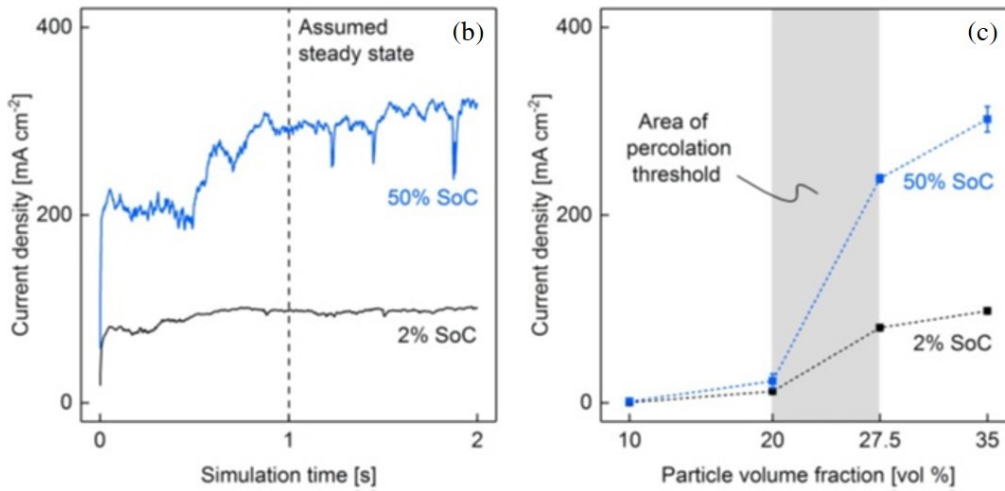 400
(b)
Assumed
steady state
Current density [mA cm-2]
50% SoC
200
2% SoC
0
0
1
2
Simulation time [s]
400
(c)
Area of
percolation
threshold
Current density [mA cm-2]
50% SoC
200
2% SoC
0
10
20
27.5
35
Particle volume fraction [vol %]